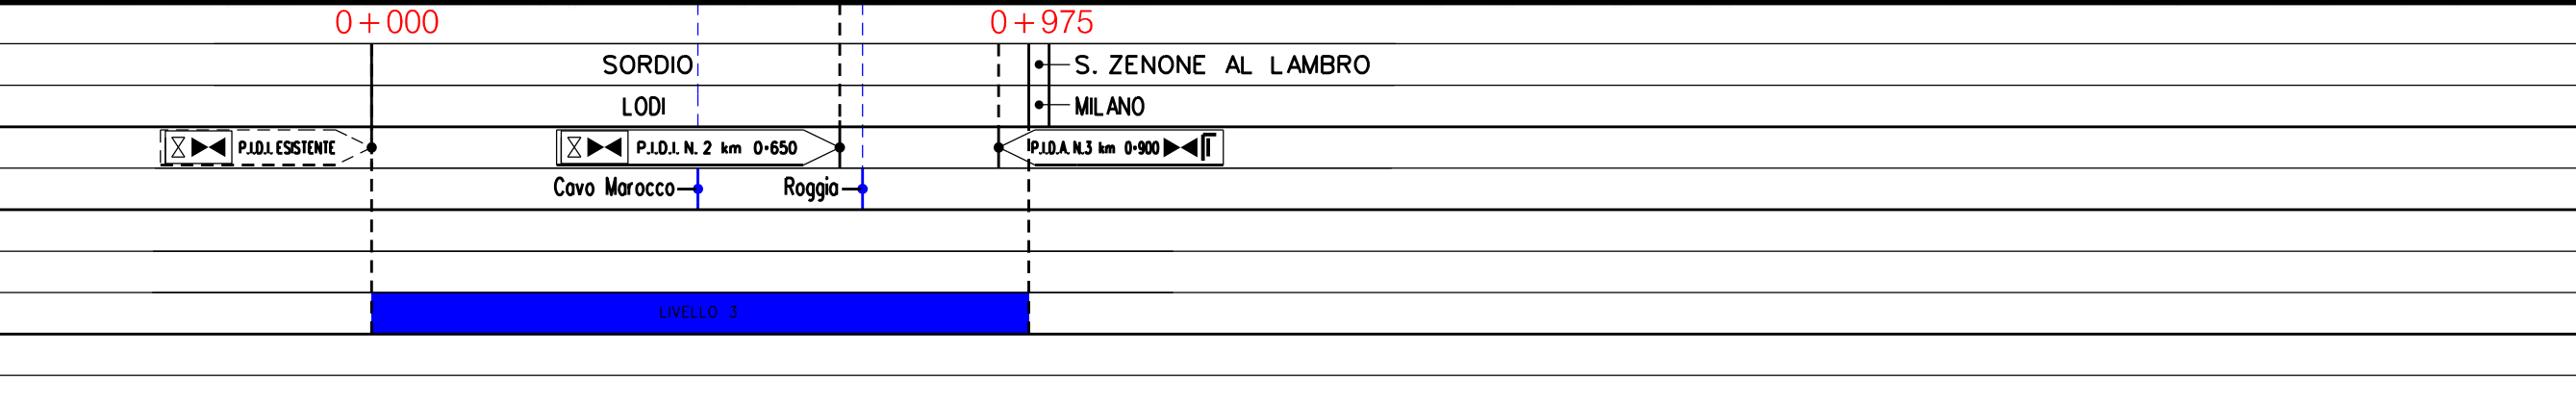 0+000 0+975
SORDIO S. ZENONE AL LAMBRO
LODI MILANO
P.I.D.I. ESISTENTE P.I.D.I. N. 2 km 0+650 P.I.D.A. N.3 km 0+900
Cavo Marocco Roggia
LIVELLO 3